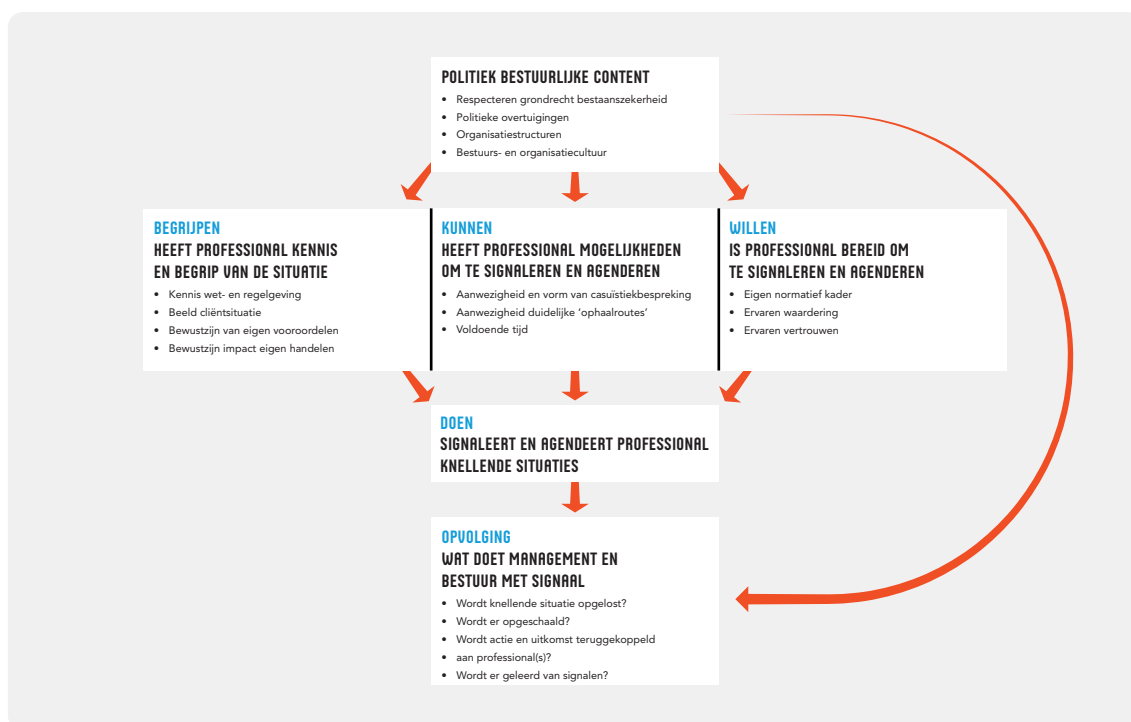 POLITIEK BESTUURLIJKE CONTENT
• Respecteren grondrecht bestaanszekerheid
• Politieke overtuigingen
• Organisatiestructuren
• Bestuurs- en organisatiecultuur
BEGRIJPEN
HEEFT PROFESSIONAL KENNIS
EN BEGRIP VAN DE SITUATIE
• Kennis wet- en regelgeving
• Beeld cliëntsituatie
• Bewustzijn van eigen vooroordelen
• Bewustzijn impact eigen handelen
KUNNEN
HEEFT PROFESSIONAL MOGELIJKHEDEN
OM TE SIGNALEREN EN AGENDEREN
• Aanwezigheid en vorm van casuïstiekbespreking
• Aanwezigheid duidelijke ‘ophaalroutes’
• Voldoende tijd
WILLEN
IS PROFESSIONAL BEREID OM
TE SIGNALEREN EN AGENDEREN
• Eigen normatief kader
• Ervaren waardering
• Ervaren vertrouwen
DOEN
SIGNALEERT EN AGENDEERT PROFESSIONAL
KNELLENDE SITUATIES
OPVOLGING
WAT DOET MANAGEMENT EN
BESTUUR MET SIGNAAL
• Wordt knellende situatie opgelost?
• Wordt er opgeschaald?
• Wordt actie en uitkomst teruggekoppeld
• aan professional(s)?
• Wordt er geleerd van signalen?